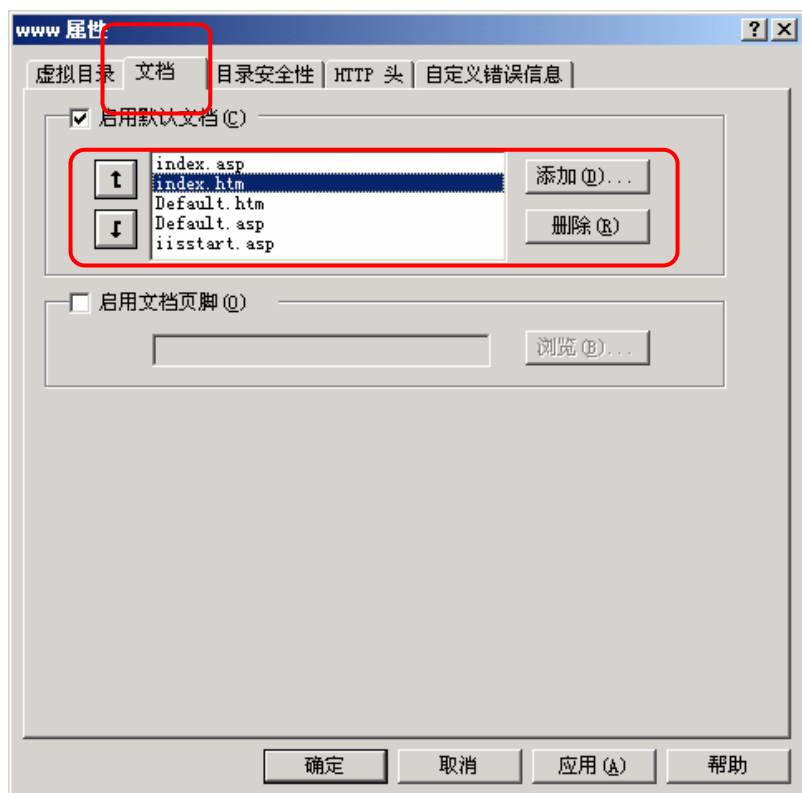 www 属性
虚拟目录 文档 目录安全性 HTTP 头 自定义错误信息
启用默认文档(C)
index.asp
index.htm
Default.htm
Default.asp
iisstart.asp
添加(D)...
删除(R)
启用文档页脚(O)
浏览(B)...
确定 取消 应用(A) 帮助